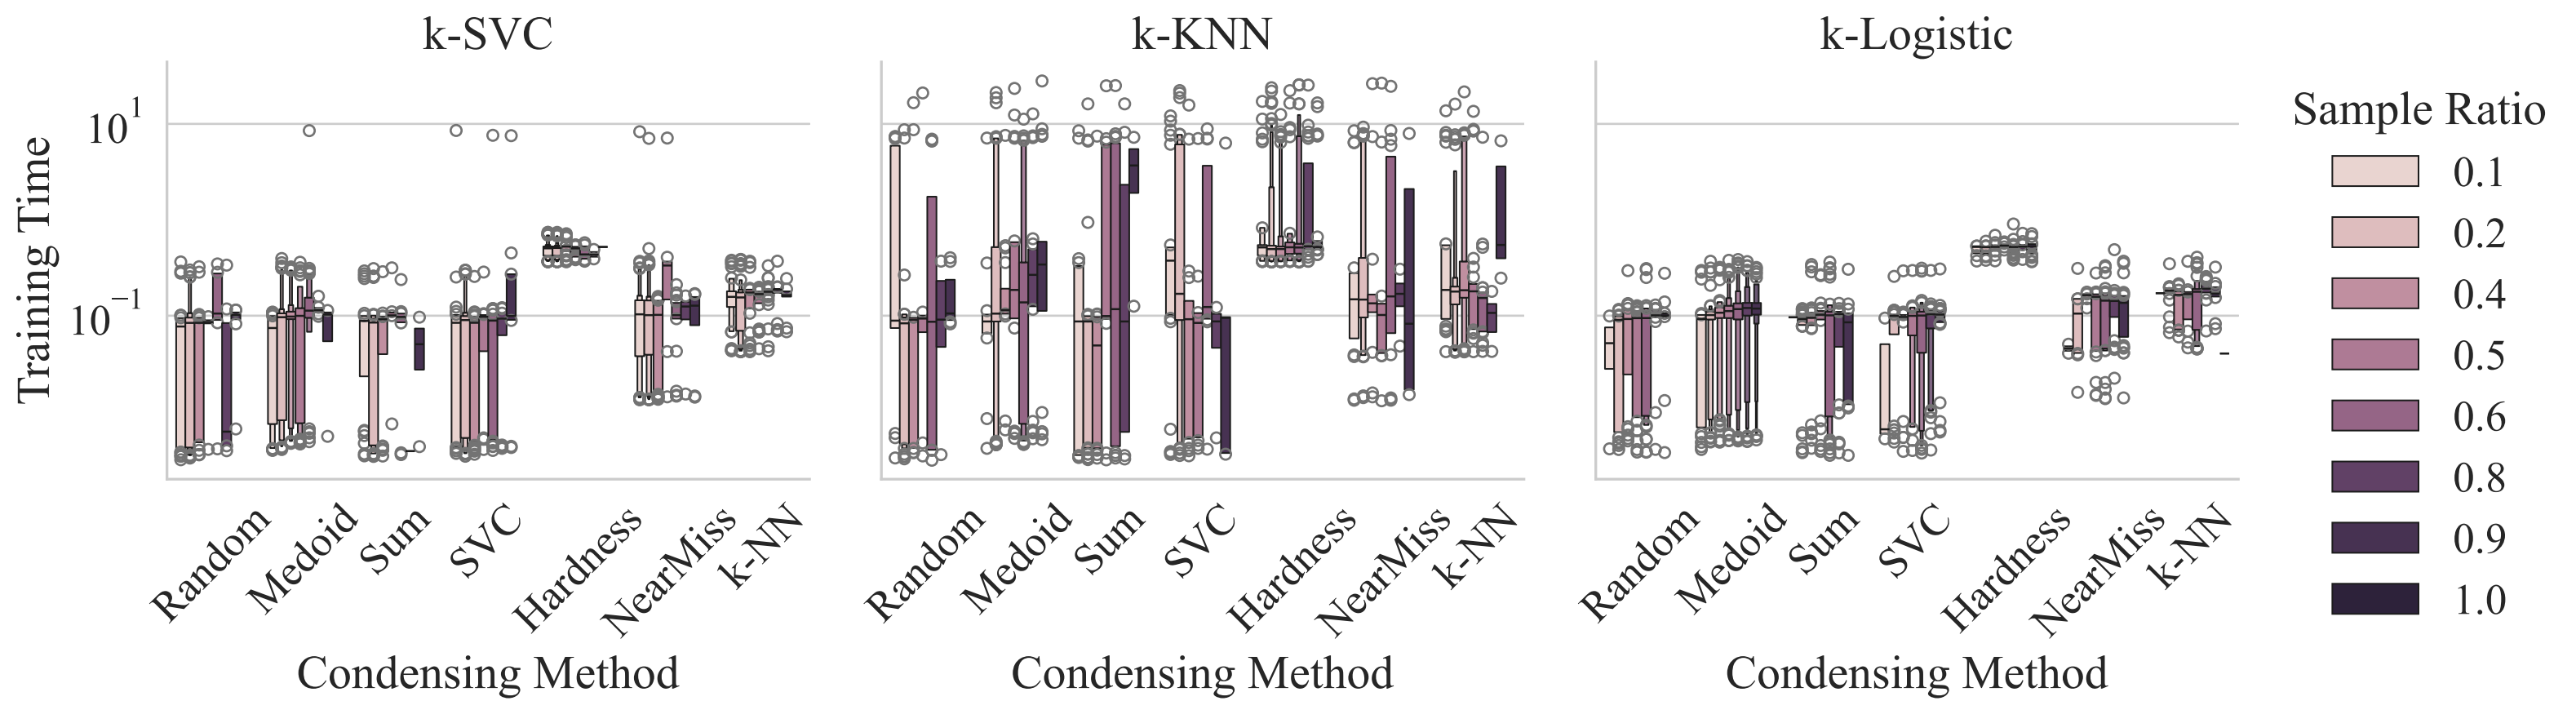 k-SVC k-KNN k-Logistic
Training Time
10^1
10^−1
Random Medoid Sum SVC Hardness NearMiss k-NN
Random Medoid Sum SVC Hardness NearMiss k-NN
Random Medoid Sum SVC Hardness NearMiss k-NN
Condensing Method Condensing Method Condensing Method
Sample Ratio
0.1
0.2
0.4
0.5
0.6
0.8
0.9
1.0